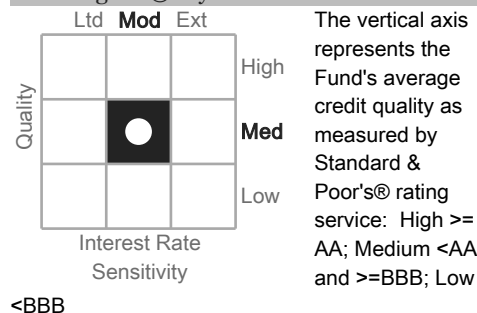 Ltd Mod Ext
High
Quality
Med
Low
Interest Rate
Sensitivity
The vertical axis
represents the
Fund's average
credit quality as
measured by
Standard &
Poor's® rating
service: High >=
AA; Medium <AA
and >=BBB; Low
<BBB